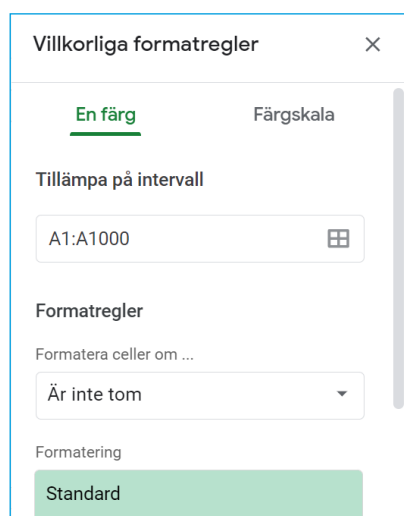 Villkorliga formatregler
En färg Färgskala
Tillämpa på intervall
A1:A1000
Formatregler
Formatera celler om ...
Är inte tom
Formatering
Standard